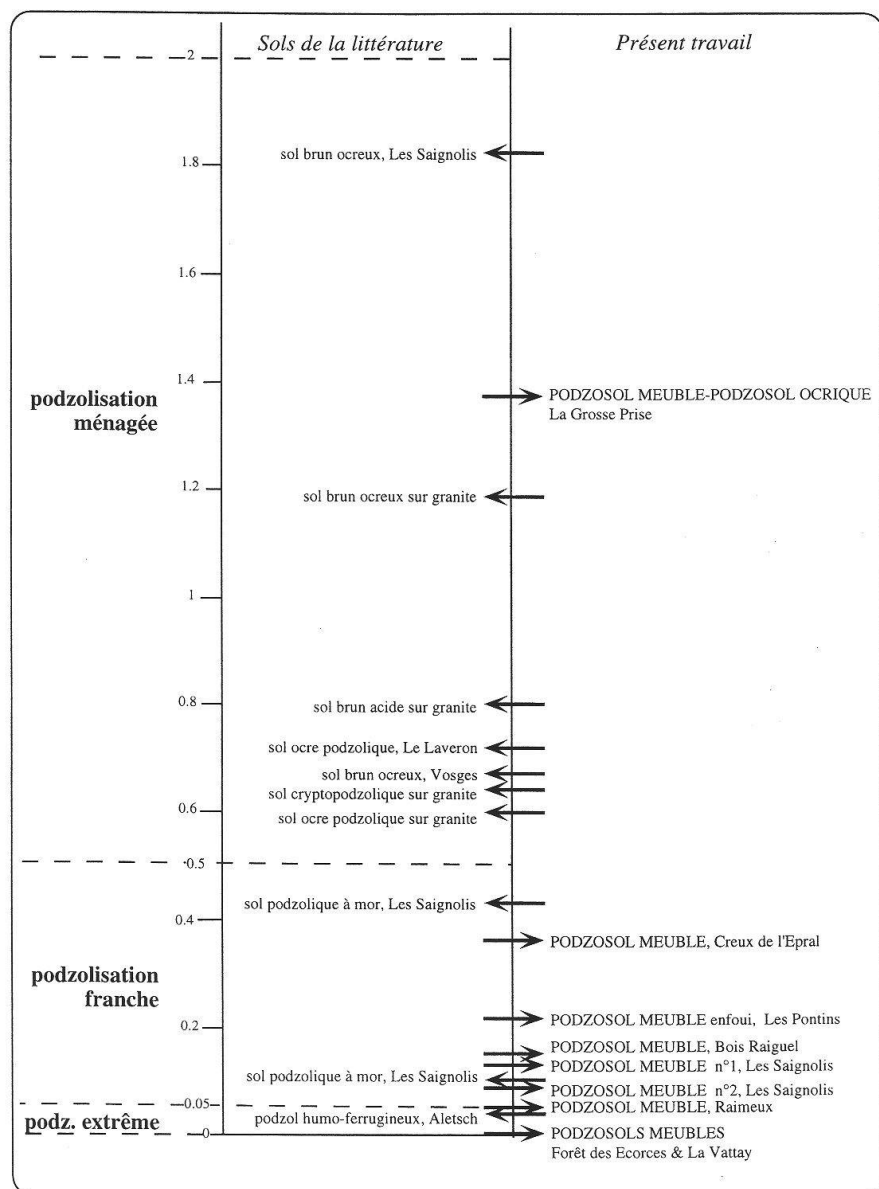 Sols de la littérature
Présent travail
2
sol brun ocreux, Les Saignolis
1.8
1.6
1.4
podzolisation
ménagée
PODZOSOL MEUBLE-PODZOSOL OCRIQUE
La Grosse Prise
1.2
sol brun ocreux sur granite
1
0.8
sol brun acide sur granite
sol ocre podzolique, Le Laveron
sol brun ocreux, Vosges
sol cryptopodzolique sur granite
0.6
sol ocre podzolique sur granite
0.5
sol podzolique à mor, Les Saignolis
0.4
PODZOSOL MEUBLE, Creux de l'Epral
podzolisation
franche
PODZOSOL MEUBLE enfoui, Les Pontins
0.2
PODZOSOL MEUBLE, Bois Raiguel
PODZOSOL MEUBLE n°1, Les Saignolis
sol podzolique à mor, Les Saignolis
PODZOSOL MEUBLE n°2, Les Saignolis
0.05
PODZOSOL MEUBLE, Raimeux
podz. extrême
podzol humo-ferrugineux, Aletsch
0
PODZOSOLS MEUBLES
Forêt des Ecorces & La Vattay